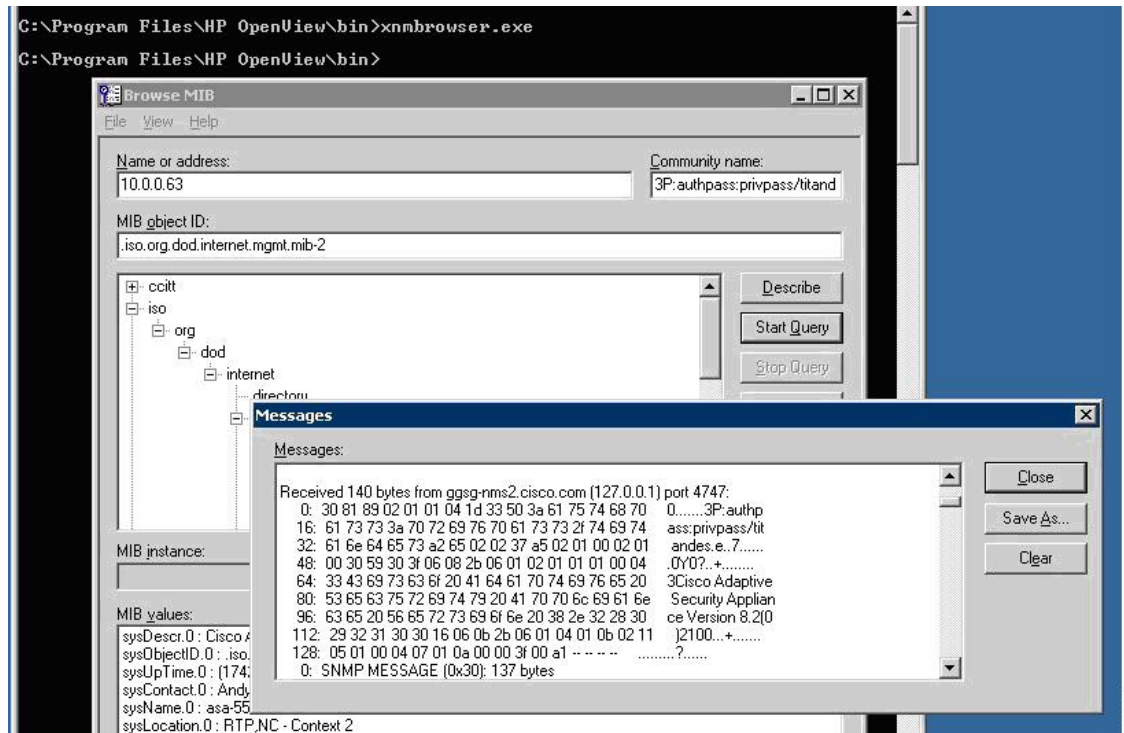 C:\Program Files\HP OpenView\bin>xnmbrowser.exe
C:\Program Files\HP OpenView\bin>
Browse MIB
File View Help
Name or address:
Community name:
10.0.0.63
3P:authpass:privpass/titand
MIB object ID:
.iso.org.dod.internet.mgmt.mib-2
ccitt
iso
org
dod
internet
directory
Describe
Start Query
Stop Query
Messages
Messages:
Received 140 bytes from ggsg-nms2.cisco.com (127.0.0.1) port 4747:
0: 30 81 89 02 01 01 04 1d 33 50 3a 61 75 74 68 70 0.......3P:authp
16: 61 73 73 3a 70 72 69 76 70 61 73 73 2f 74 69 74 ass:privpass/tit
32: 61 6e 64 65 73 a2 65 02 02 37 a5 02 01 00 02 01 andes.e..7......
48: 00 30 59 30 3f 06 08 2b 06 01 02 01 01 01 00 04 .0Y0?..+........
64: 33 43 69 73 63 6f 20 41 64 61 70 74 69 76 65 20 3Cisco Adaptive
80: 53 65 63 75 72 69 74 79 20 41 70 70 6c 69 61 6e Security Applian
96: 63 65 20 56 65 72 73 69 6f 6e 20 38 2e 32 28 30 ce Version 8.2(0
112: 29 32 31 30 30 16 06 0b 2b 06 01 04 01 0b 02 11 )2100...+.......
128: 05 01 00 04 07 01 0a 00 00 3f 00 a1 -- -- -- -- .........?......
0: SNMP MESSAGE (0x30): 137 bytes
Close
Save As...
Clear
MIB instance:
MIB values:
sysDescr.0 : Cisco A
sysObjectID.0 : .iso.
sysUpTime.0 : (174
sysContact.0 : Andy
sysName.0 : asa-55
sysLocation.0 : RTP,NC - Context 2